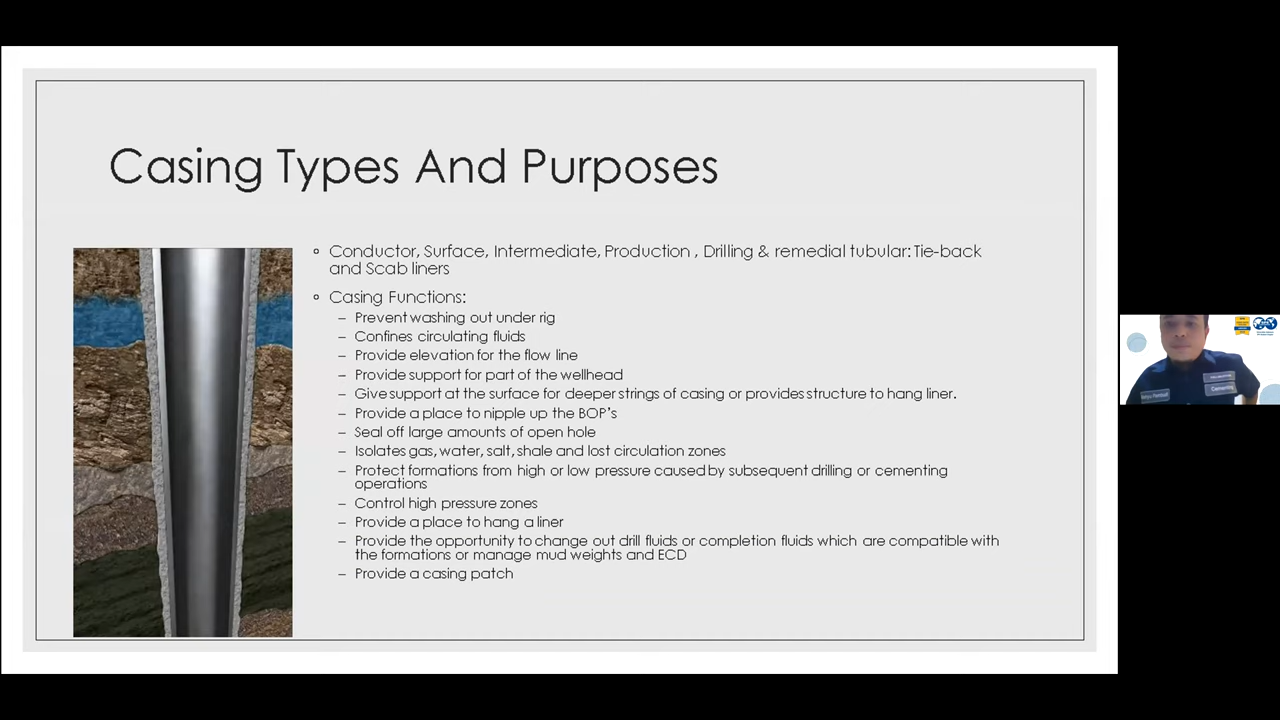 Casing Types And Purposes
Conductor, Surface, Intermediate, Production , Drilling & remedial tubular: Tie-back
and Scab liners
Casing Functions:
– Prevent washing out under rig
– Confines circulating fluids
– Provide elevation for the flow line
– Provide support for part of the wellhead
– Give support at the surface for deeper strings of casing or provides structure to hang liner.
– Provide a place to nipple up the BOP's
– Seal off large amounts of open hole
– Isolates gas, water, salt, shale and lost circulation zones
– Protect formations from high or low pressure caused by subsequent drilling or cementing
operations
– Control high pressure zones
– Provide a place to hang a liner
– Provide the opportunity to change out drill fluids or completion fluids which are compatible with
the formations or manage mud weights and ECD
– Provide a casing patch
Cementing